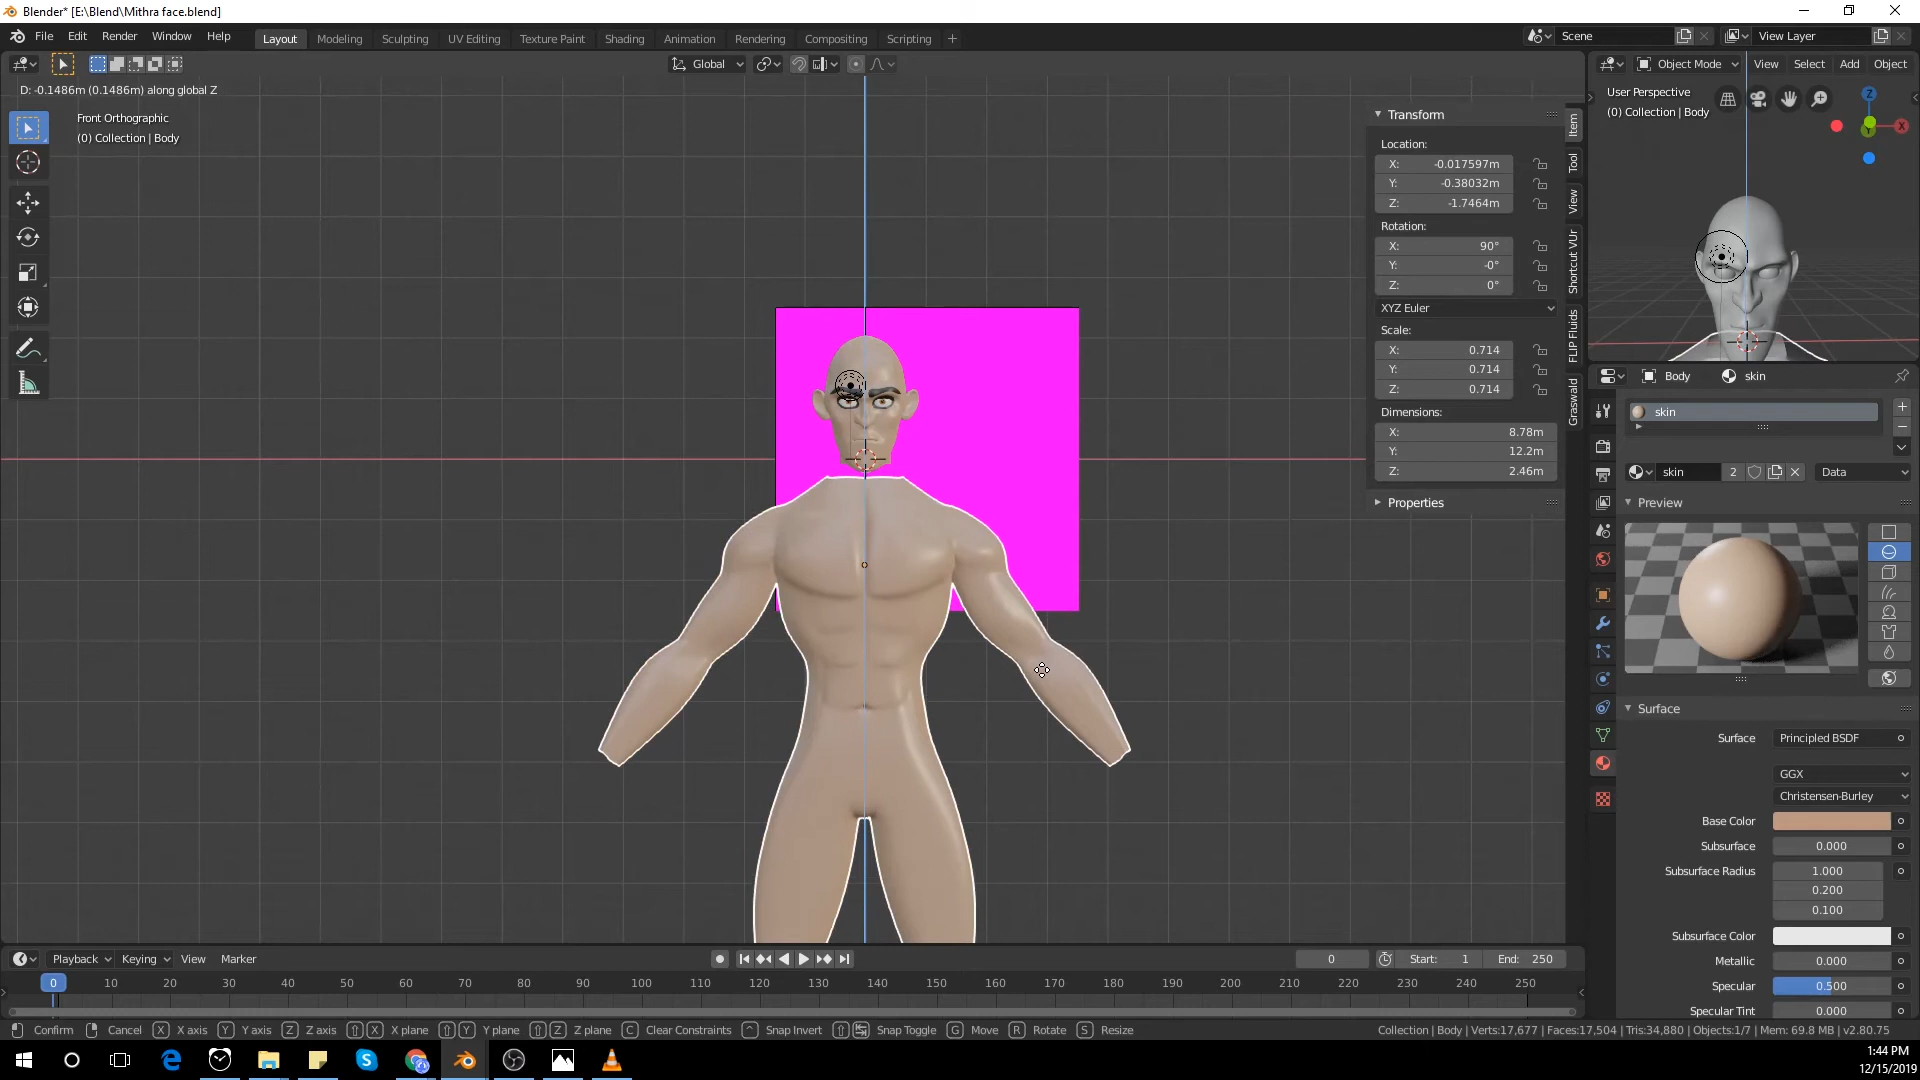 Blender* [E:\Blend\Mithra face.blend]
File Edit Render Window Help
Layout Modeling Sculpting UV Editing Texture Paint Shading Animation Rendering Compositing Scripting +
Scene
View Layer
Global
Object Mode View Select Add Object
D: -0.1486m (0.1486m) along global Z
Front Orthographic
(0) Collection | Body
User Perspective
(0) Collection | Body
Z
Y
X
Transform
Location:
X: -0.017597m
Y: -0.38032m
Z: -1.7464m
Rotation:
X: 90°
Y: -0°
Z: 0°
XYZ Euler
Scale:
X: 0.714
Y: 0.714
Z: 0.714
Dimensions:
X: 8.78m
Y: 12.2m
Z: 2.46m
Properties
Item
Tool
View
Shortcut VUr
FLIP Fluids
Graswald
Body skin
skin
skin 2 Data
Preview
Surface
Surface Principled BSDF
GGX
Christensen-Burley
Base Color
Subsurface 0.000
Subsurface Radius 1.000
0.200
0.100
Subsurface Color
Metallic 0.000
Specular 0.500
Specular Tint 0.000
Playback Keying View Marker
0 Start: 1 End: 250
0 10 20 30 40 50 60 70 80 90 100 110 120 130 140 150 160 170 180 190 200 210 220 230 240 250
Confirm Cancel X X axis Y Y axis Z Z axis X X plane Y Y plane Z Z plane C Clear Constraints ^ Snap Invert Snap Toggle G Move R Rotate S Resize
Collection | Body | Verts:17,677 | Faces:17,504 | Tris:34,880 | Objects:1/7 | Mem: 69.8 MB | v2.80.75
1:44 PM
12/15/2019